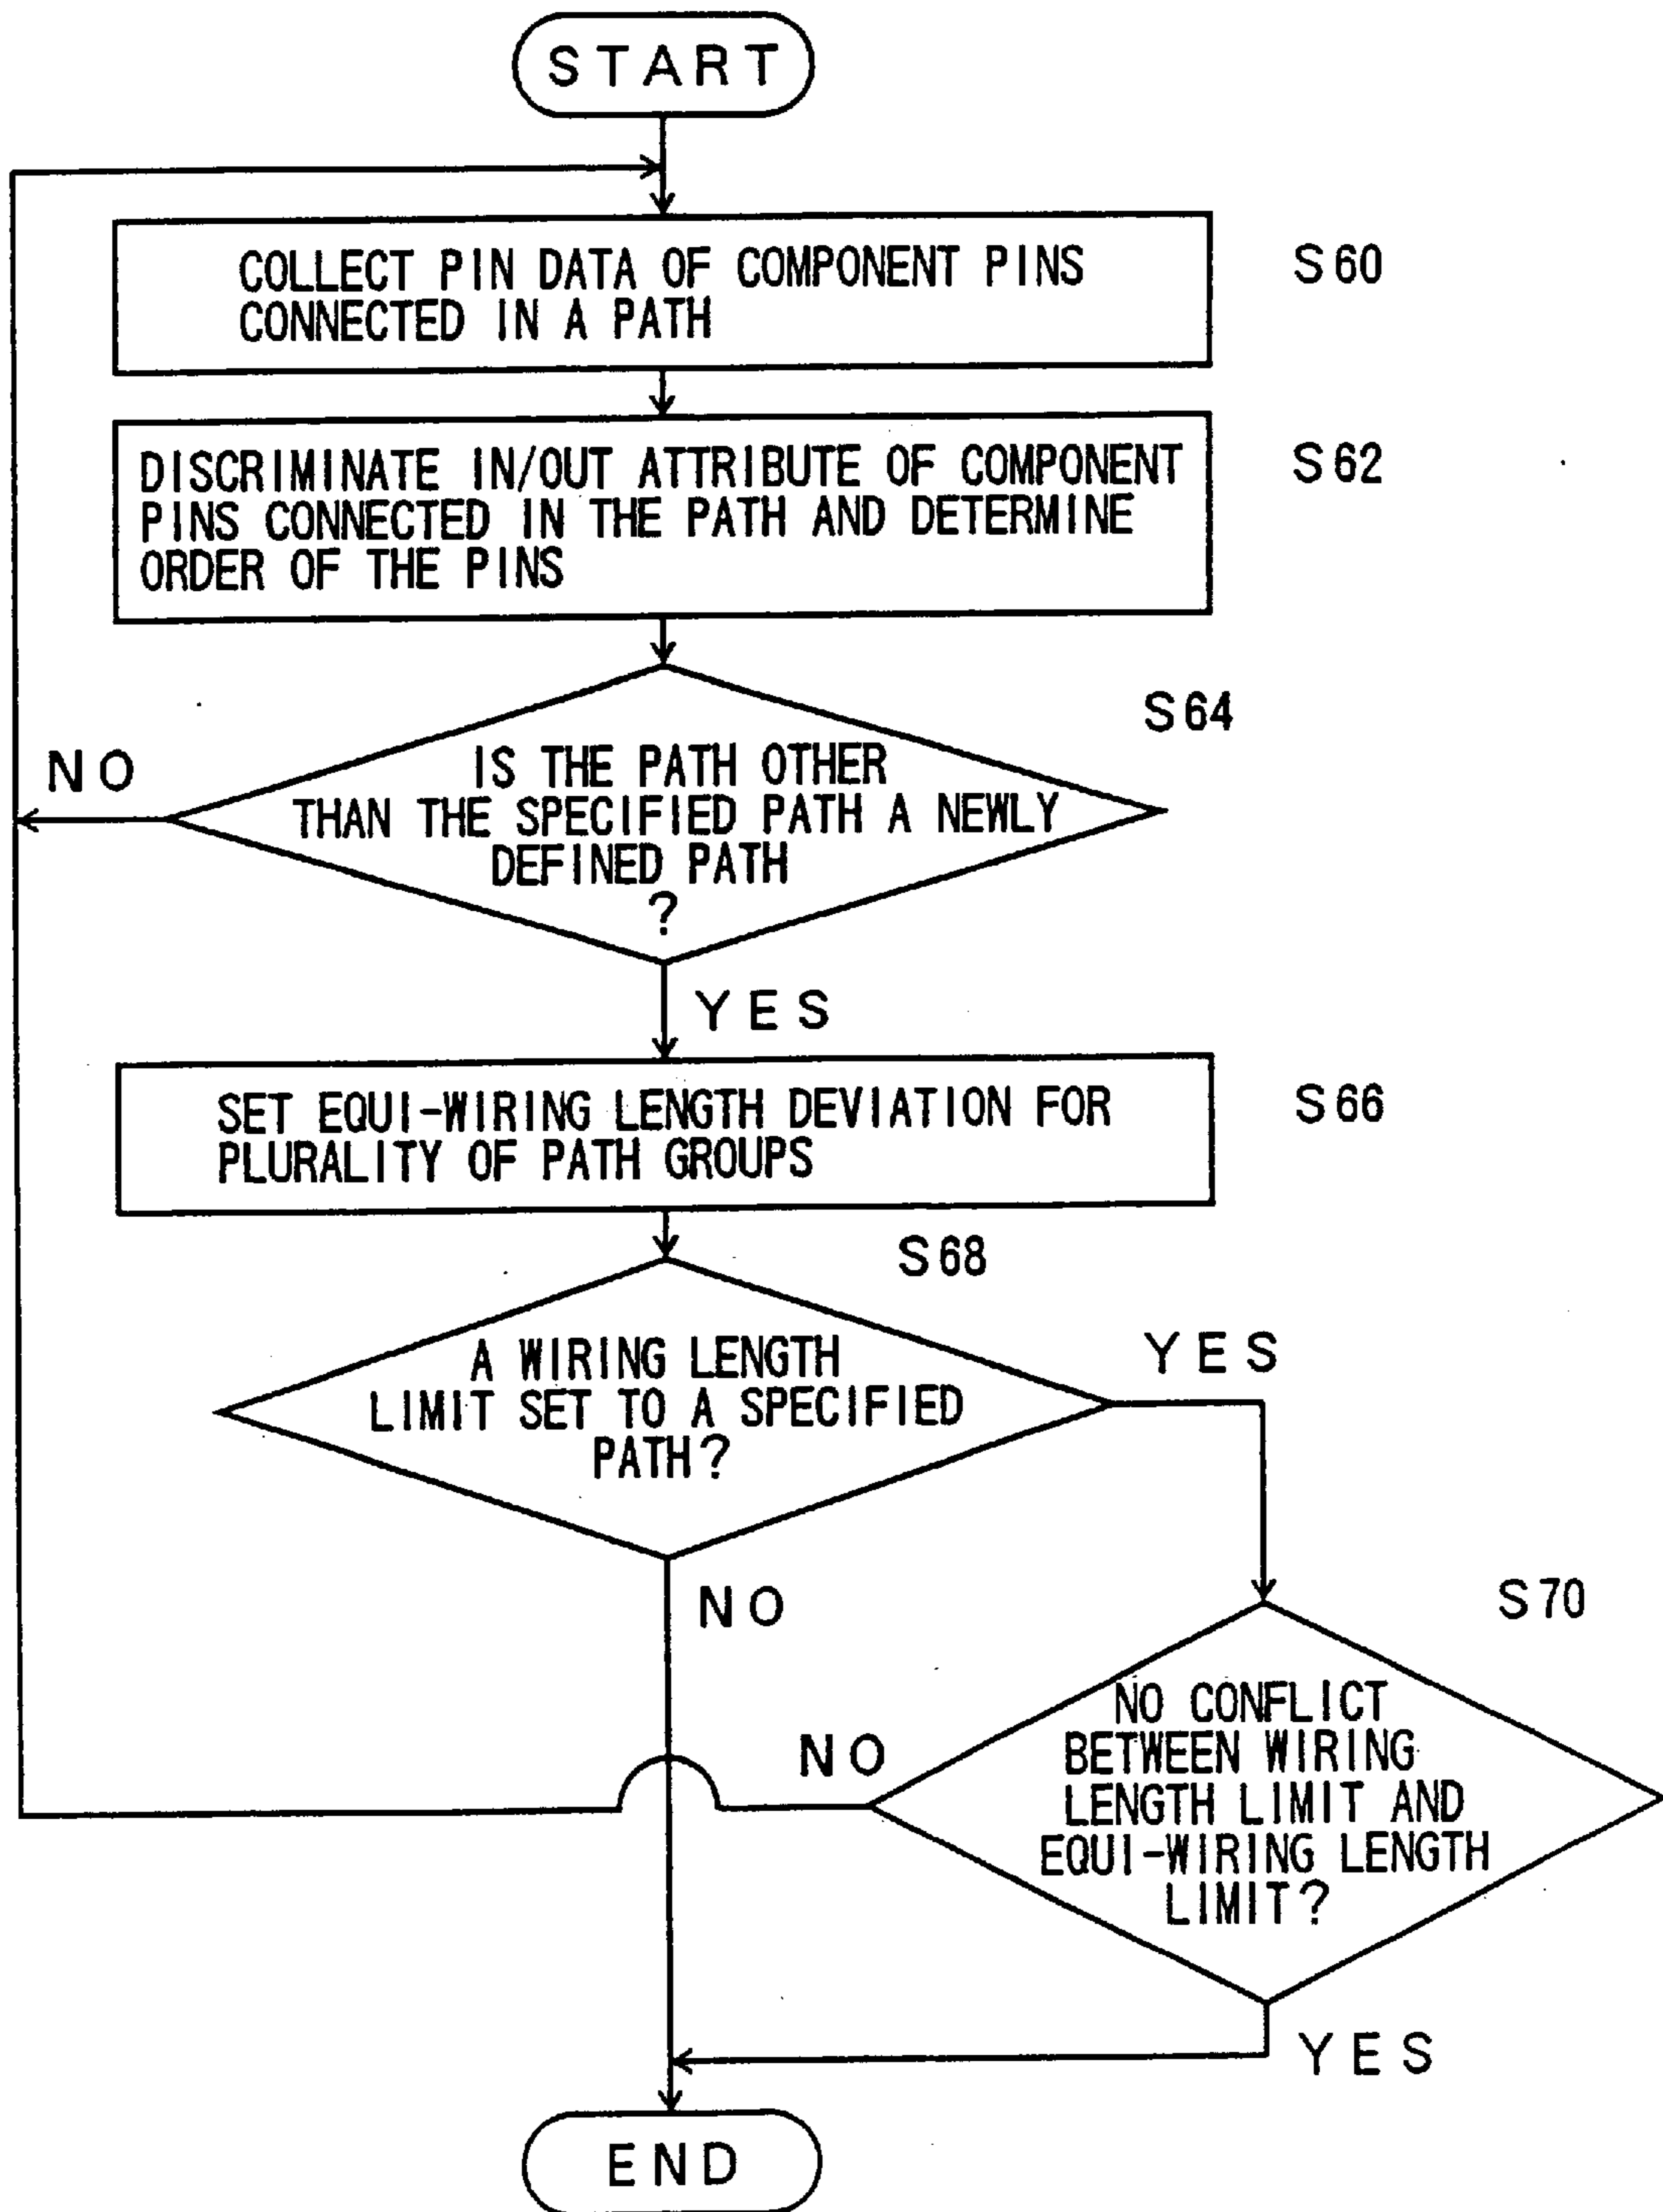 START
COLLECT PIN DATA OF COMPONENT PINS
CONNECTED IN A PATH
S60
DISCRIMINATE IN/OUT ATTRIBUTE OF COMPONENT
PINS CONNECTED IN THE PATH AND DETERMINE
ORDER OF THE PINS
S62
S64
IS THE PATH OTHER
THAN THE SPECIFIED PATH A NEWLY
DEFINED PATH
?
NO
YES
SET EQUI-WIRING LENGTH DEVIATION FOR
PLURALITY OF PATH GROUPS
S66
S68
A WIRING LENGTH
LIMIT SET TO A SPECIFIED
PATH?
YES
NO
S70
NO CONFLICT
BETWEEN WIRING
LENGTH LIMIT AND
EQUI-WIRING LENGTH
LIMIT?
NO
YES
END